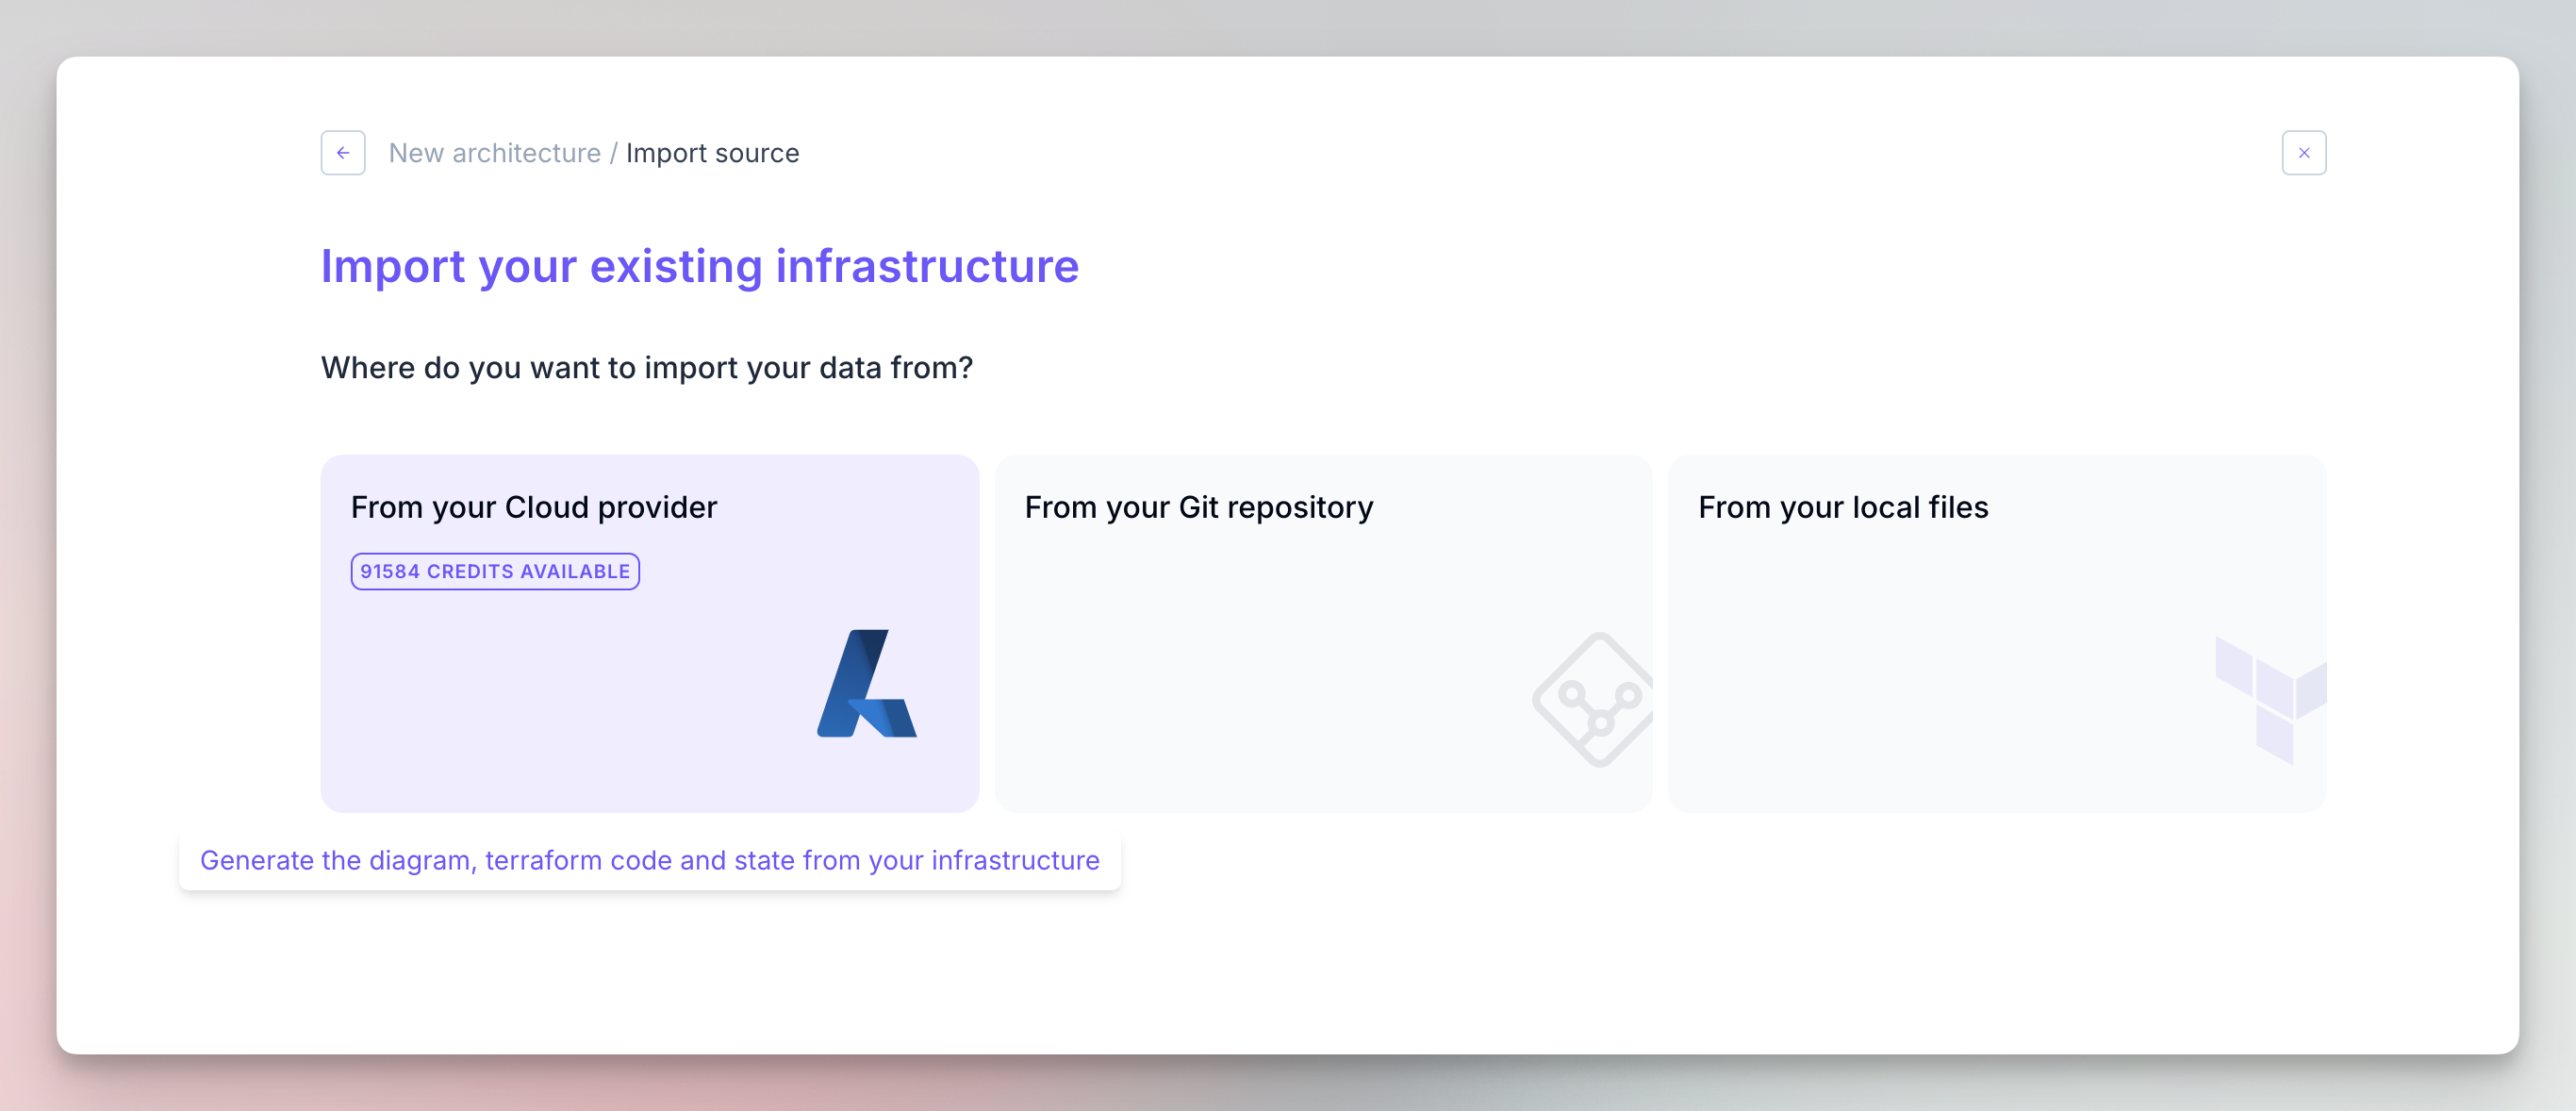 New architecture / Import source
Import your existing infrastructure
Where do you want to import your data from?
From your Cloud provider
91584 CREDITS AVAILABLE
From your Git repository
From your local files
Generate the diagram, terraform code and state from your infrastructure